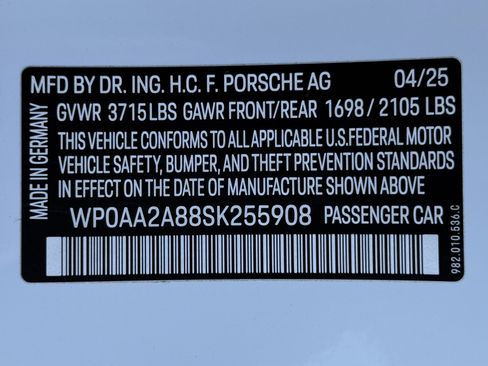 MFD BY DR. ING. H.C. F. PORSCHE AG 04/25
GVWR 3715LBS GAWR FRONT/REAR 1698/2105 LBS
THIS VEHICLE CONFORMS TO ALL APPLICABLE U.S.FEDERAL MOTOR
VEHICLE SAFETY, BUMPER, AND THEFT PREVENTION STANDARDS
IN EFFECT ON THE DATE OF MANUFACTURE SHOWN ABOVE
WP0AA2A88SK255908 PASSENGER CAR
MADE IN GERMANY
982.010.536.C